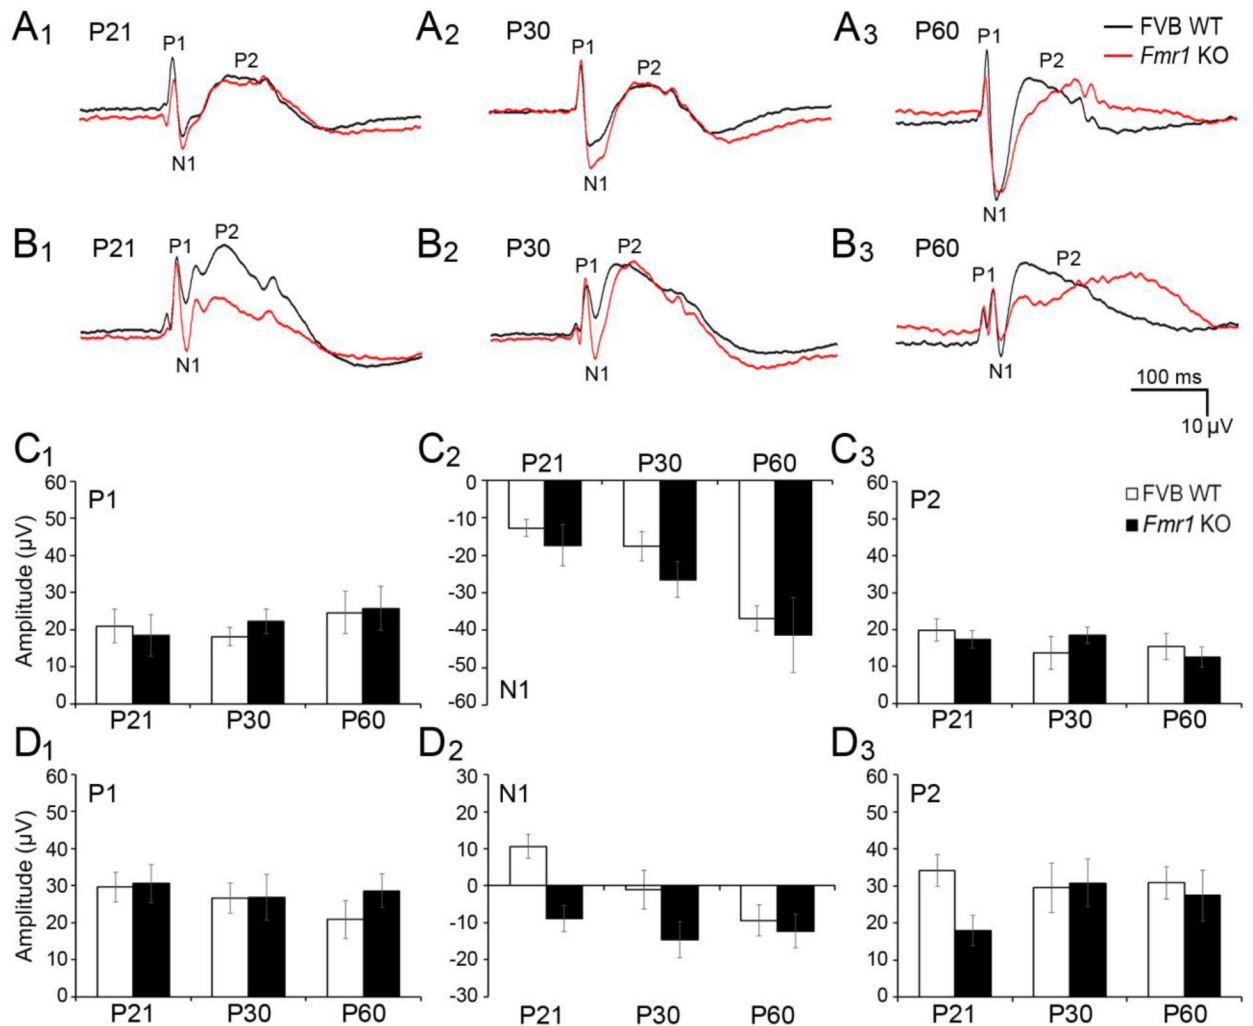 A1 P21 P1 P2 N1
A2 P30 P1 P2 N1
A3 P60 P1 P2 N1
FVB WT
Fmr1 KO
B1 P21 P1 P2 N1
B2 P30 P1 P2 N1
B3 P60 P1 P2 N1
100 ms
10 µV
C1
P1
Amplitude (µV)
60
50
40
30
20
10
0
P21 P30 P60
C2
P21 P30 P60
0
-10
-20
-30
-40
-50
-60
N1
C3
P2
60
50
40
30
20
10
0
P21 P30 P60
FVB WT
Fmr1 KO
D1
P1
Amplitude (µV)
60
50
40
30
20
10
0
P21 P30 P60
D2
N1
30
20
10
0
-10
-20
-30
P21 P30 P60
D3
P2
60
50
40
30
20
10
0
P21 P30 P60